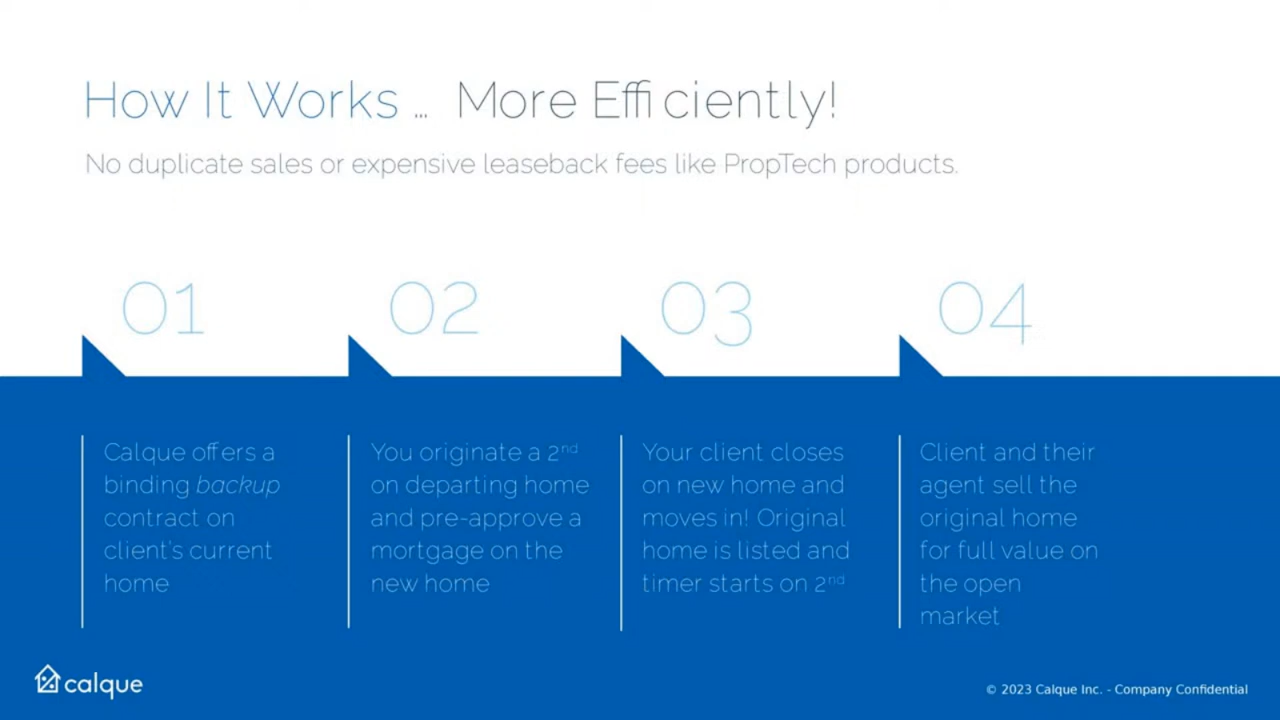 How It Works ... More Efficiently!
No duplicate sales or expensive leaseback fees like PropTech products.
01
02
03
04
Calque offers a
binding backup
contract on
client's current
home
You originate a 2nd
on departing home
and pre-approve a
mortgage on the
new home
Your client closes
on new home and
moves in! Original
home is listed and
timer starts on 2nd
Client and their
agent sell the
original home
for full value on
the open
market
calque
© 2023 Calque Inc. - Company Confidential